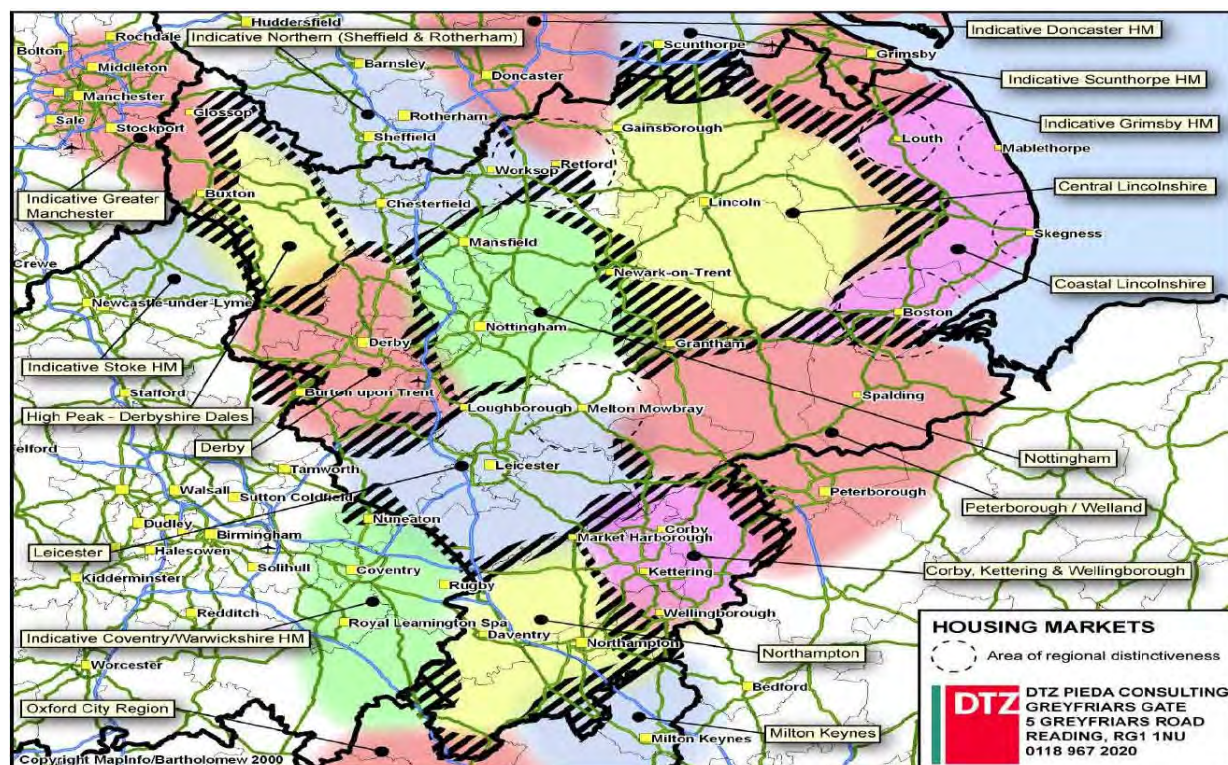 Huddersfield
Indicative Doncaster HM
Rochdale
Indicative Northern (Sheffield & Rotherham)
Scunthorpe
Grimsby
Bolton
Middleton
Barnsley
Doncaster
Indicative Scunthorpe HM
Manchester
Glossop
Rotherham
Sale
Stockport
Sheffield
Gainsborough
Indicative Grimsby HM
Louth
Mablethorpe
Retford
Worksop
Indicative Greater
Manchester
Buxton
Chesterfield
Lincoln
Central Lincolnshire
Mansfield
Skegness
Crewe
Newark-on-Trent
Coastal Lincolnshire
Newcastle-under-Lyme
Nottingham
Boston
Derby
Grantham
Indicative Stoke HM
Stafford
Burton upon Trent
Spalding
High Peak - Derbyshire Dales
Loughborough
Melton Mowbray
Derby
Nottingham
Telford
Tamworth
Leicester
Walsall
Sutton Coldfield
Peterborough
Peterborough / Welland
Dudley
Nuneaton
Corby
Birmingham
Market Harborough
Leicester
Halesowen
Solihull
Coventry
Kettering
Corby, Kettering & Wellingborough
Kidderminster
Rugby
Redditch
Wellingborough
Royal Leamington Spa
Indicative Coventry/Warwickshire HM
Daventry
Northampton
Northampton
Worcester
Bedford
Oxford City Region
Milton Keynes
Milton Keynes
HOUSING MARKETS
Area of regional distinctiveness
DTZ
DTZ PIEDA CONSULTING
GREYFRIARS GATE
5 GREYFRIARS ROAD
READING, RG1 1NU
0118 967 2020
Copyright MapInfo/Bartholomew 2000